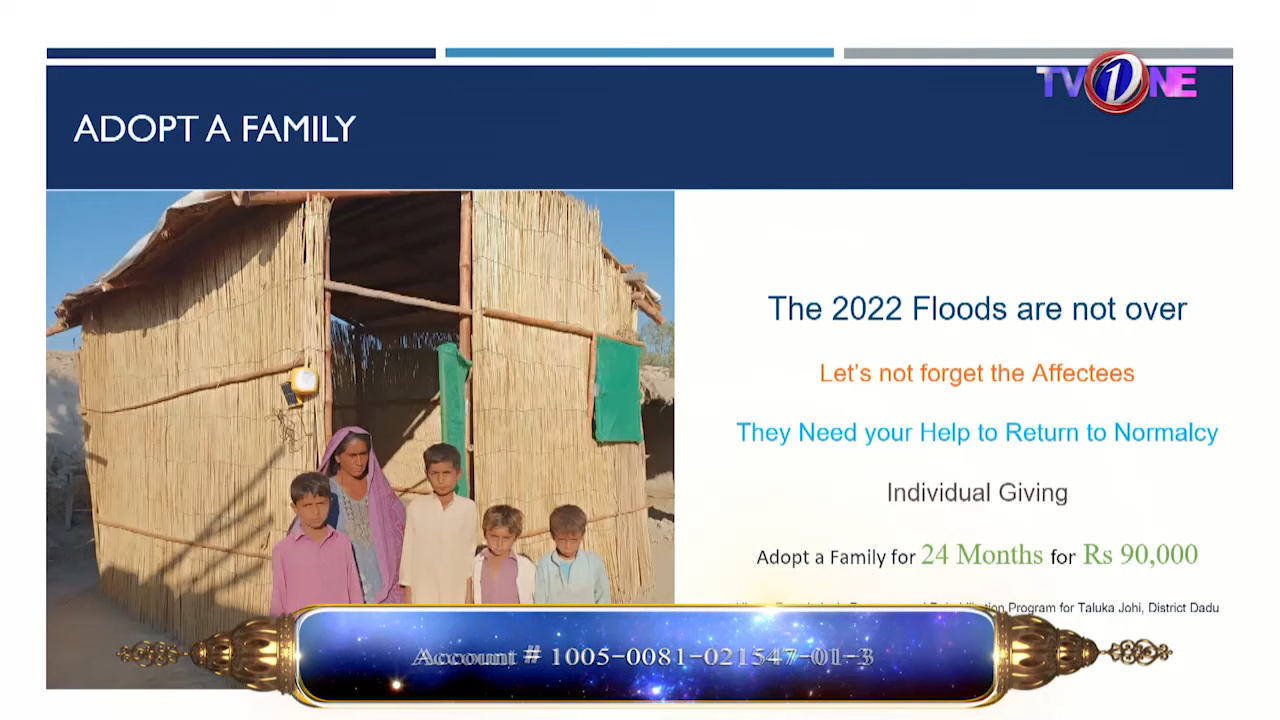 TV 1 NE
ADOPT A FAMILY
The 2022 Floods are not over
Let's not forget the Affectees
They Need your Help to Return to Normalcy
Individual Giving
Adopt a Family for 24 Months for Rs 90,000
Program for Taluka Johi, District Dadu
Account # 1005-0081-021547-01-3